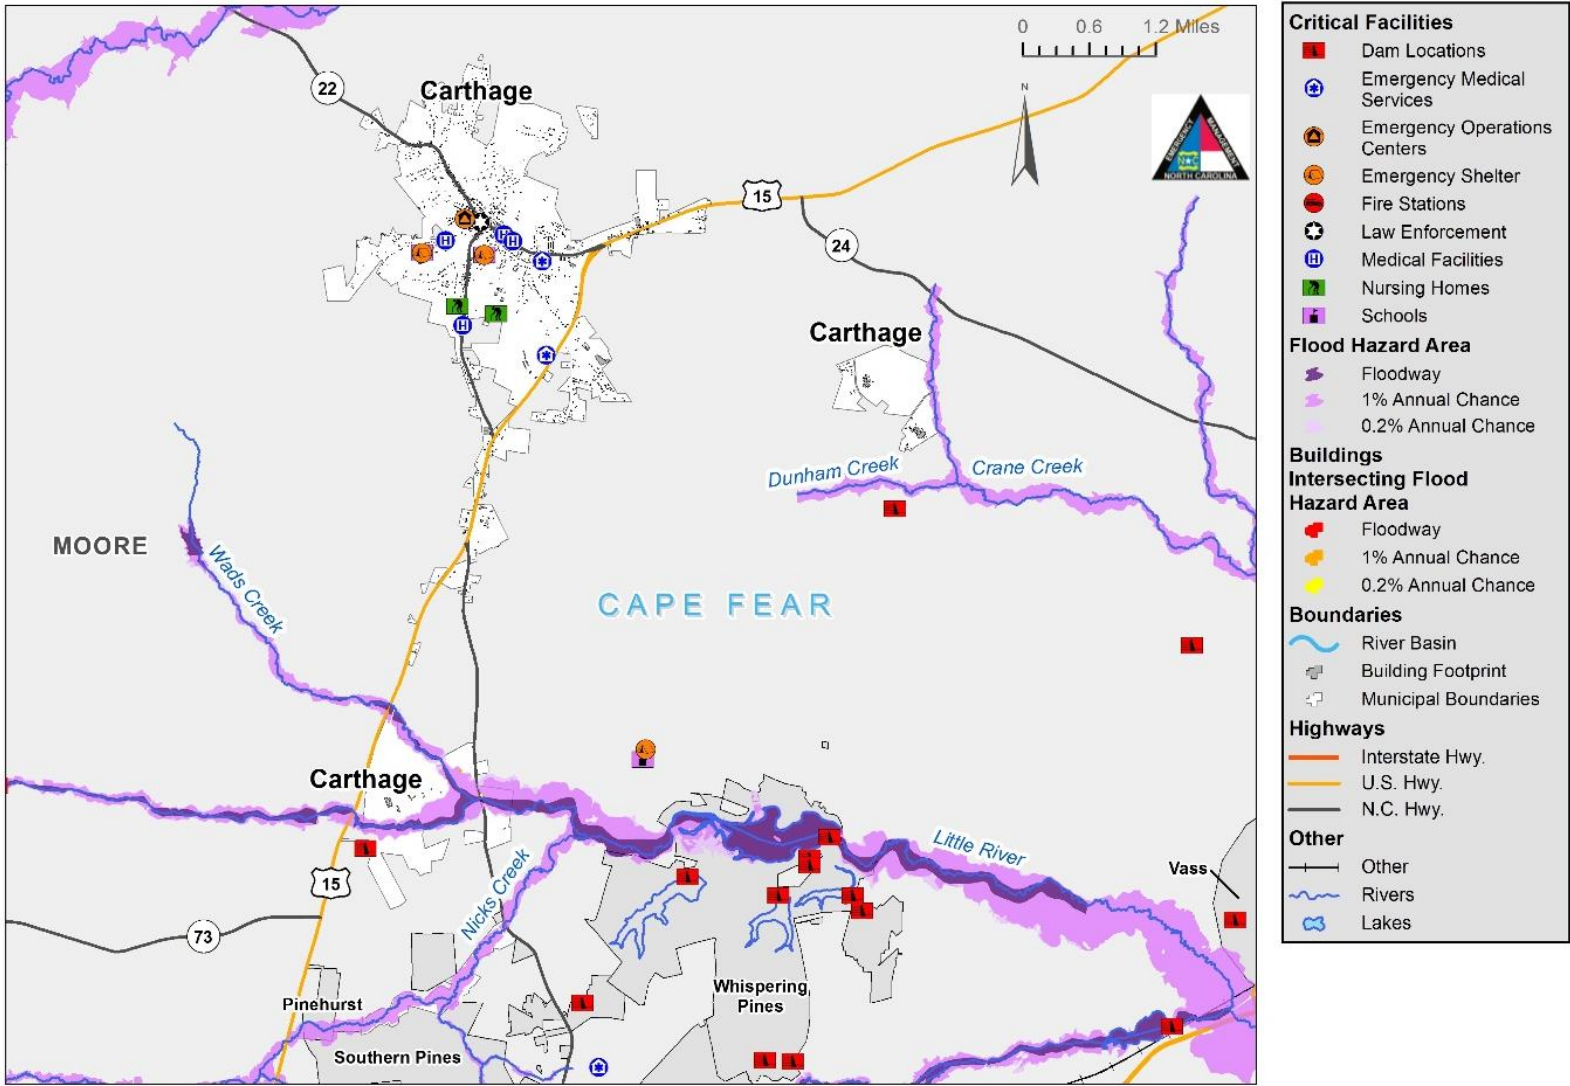 0 0.6 1.2 Miles
22
Carthage
N
EMERGENCY
MANAGEMENT
NORTH CAROLINA
N C
15
24
H
H
H
Carthage
H
Dunham Creek
Crane Creek
MOORE
Wads Creek
CAPE FEAR
Carthage
Little River
Vass
15
Nicks Creek
73
Whispering
Pines
Pinehurst
Southern Pines
Critical Facilities
Dam Locations
Emergency Medical
Services
Emergency Operations
Centers
Emergency Shelter
Fire Stations
Law Enforcement
H Medical Facilities
Nursing Homes
Schools
Flood Hazard Area
Floodway
1% Annual Chance
0.2% Annual Chance
Buildings
Intersecting Flood
Hazard Area
Floodway
1% Annual Chance
0.2% Annual Chance
Boundaries
River Basin
Building Footprint
Municipal Boundaries
Highways
Interstate Hwy.
U.S. Hwy.
N.C. Hwy.
Other
Other
Rivers
Lakes